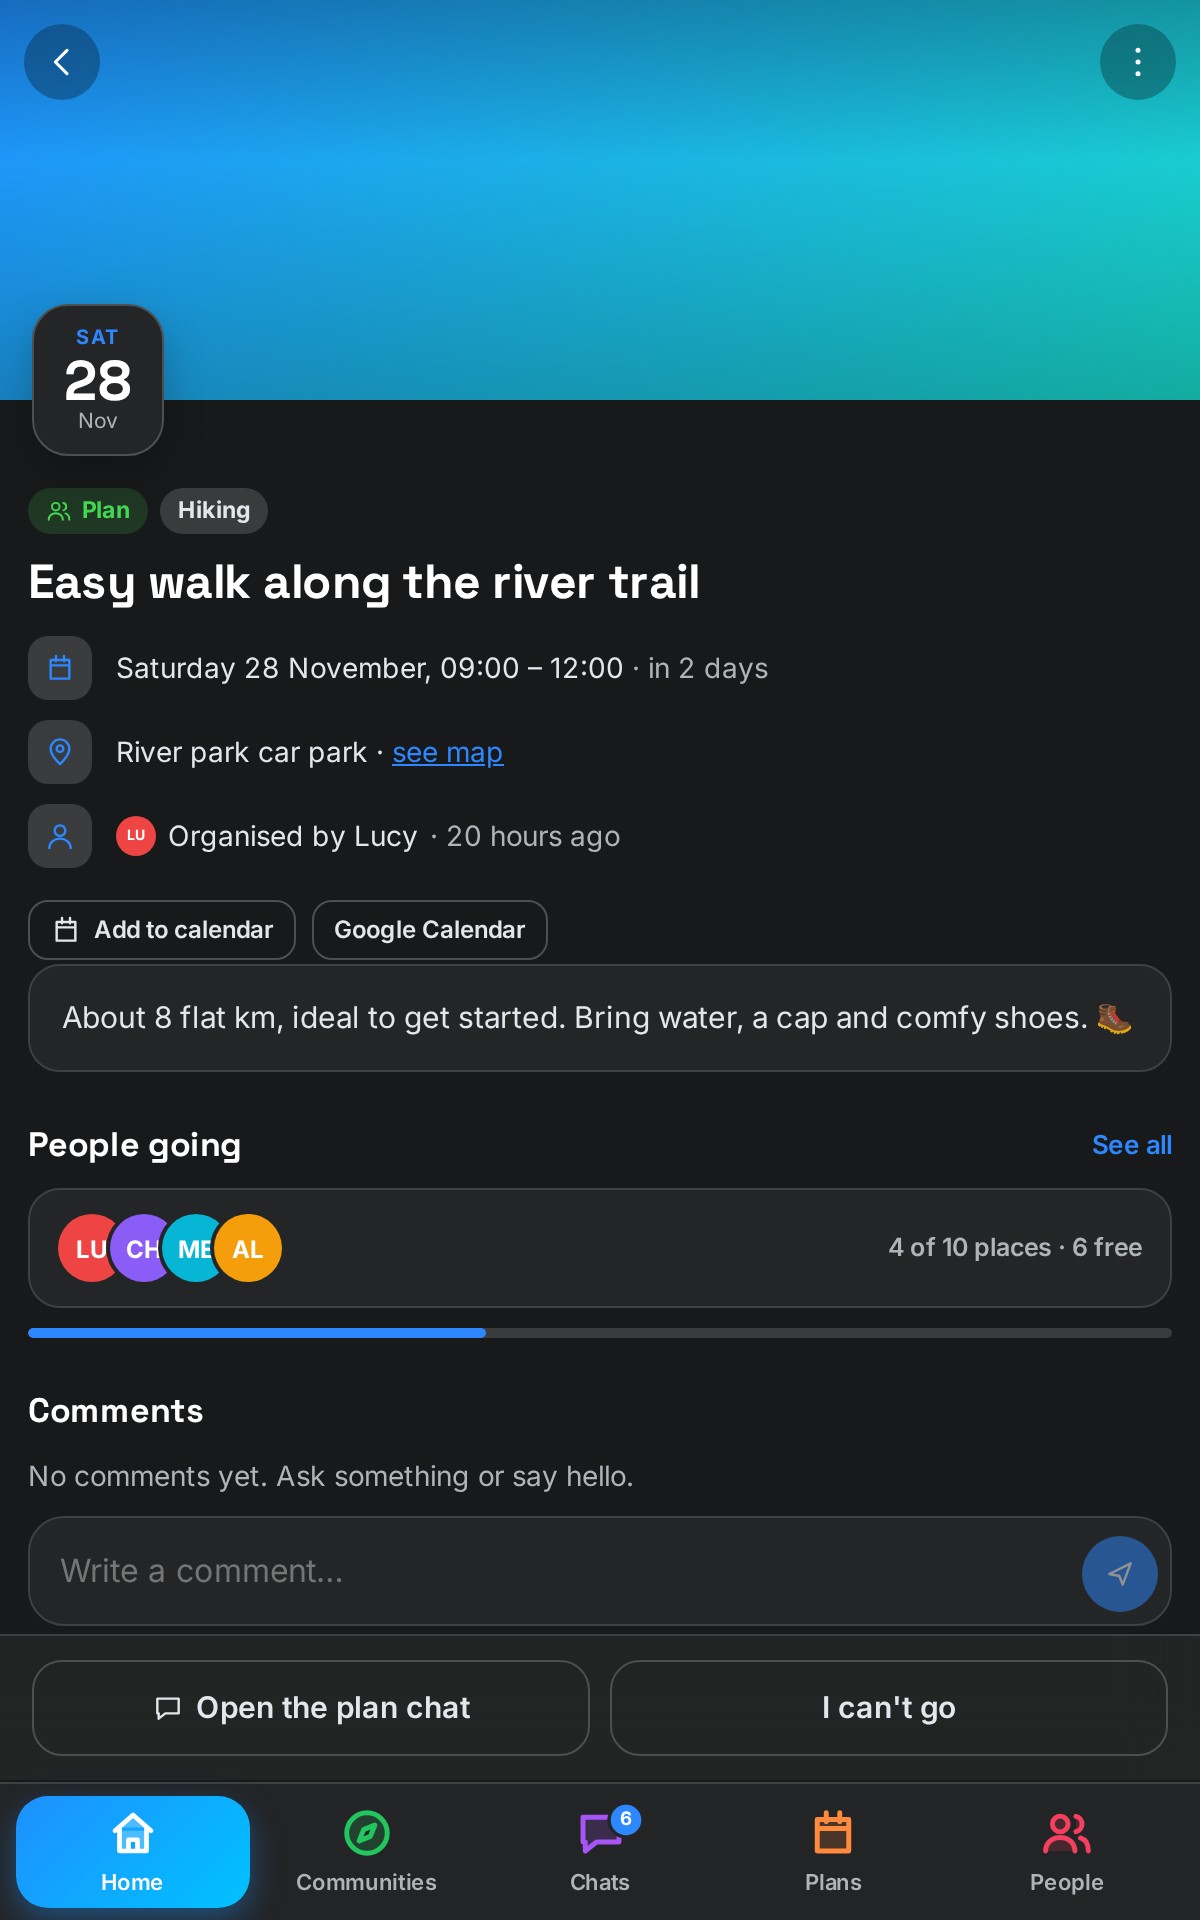 SAT
28
Nov
Plan
Hiking
Easy walk along the river trail
Saturday 28 November, 09:00 – 12:00 · in 2 days
River park car park · see map
LU Organised by Lucy · 20 hours ago
Add to calendar
Google Calendar
About 8 flat km, ideal to get started. Bring water, a cap and comfy shoes. 🥾
People going
See all
LU CH ME AL
4 of 10 places · 6 free
Comments
No comments yet. Ask something or say hello.
Write a comment...
Open the plan chat
I can't go
6
Home
Communities
Chats
Plans
People